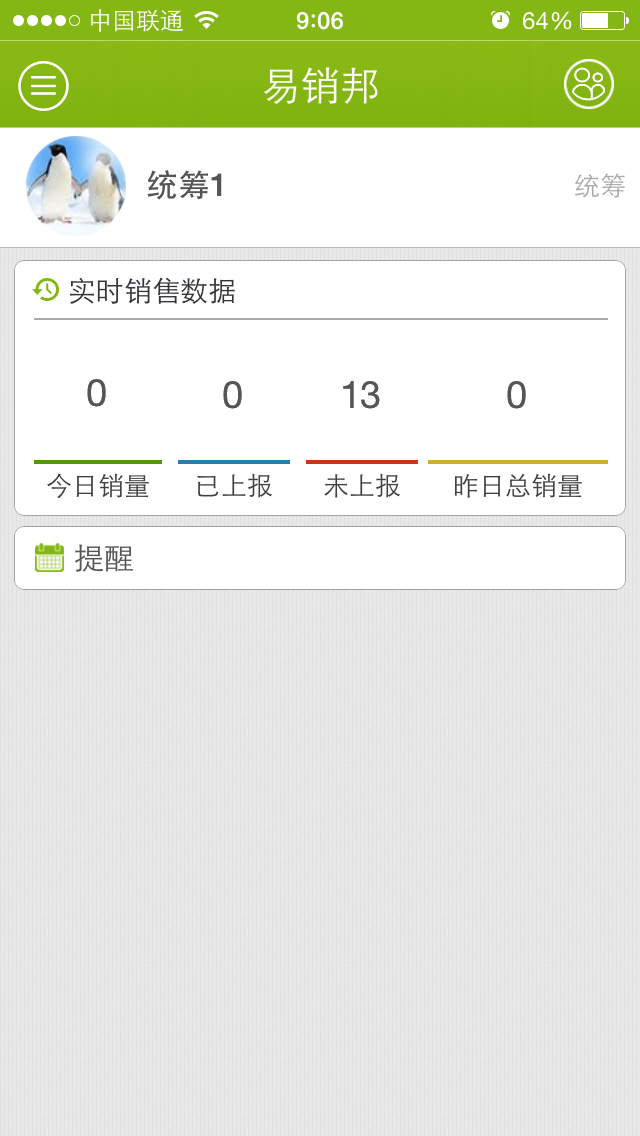 中国联通 9:06 64%
易销邦
统筹1 统筹
实时销售数据
0 0 13 0
今日销量 已上报 未上报 昨日总销量
提醒